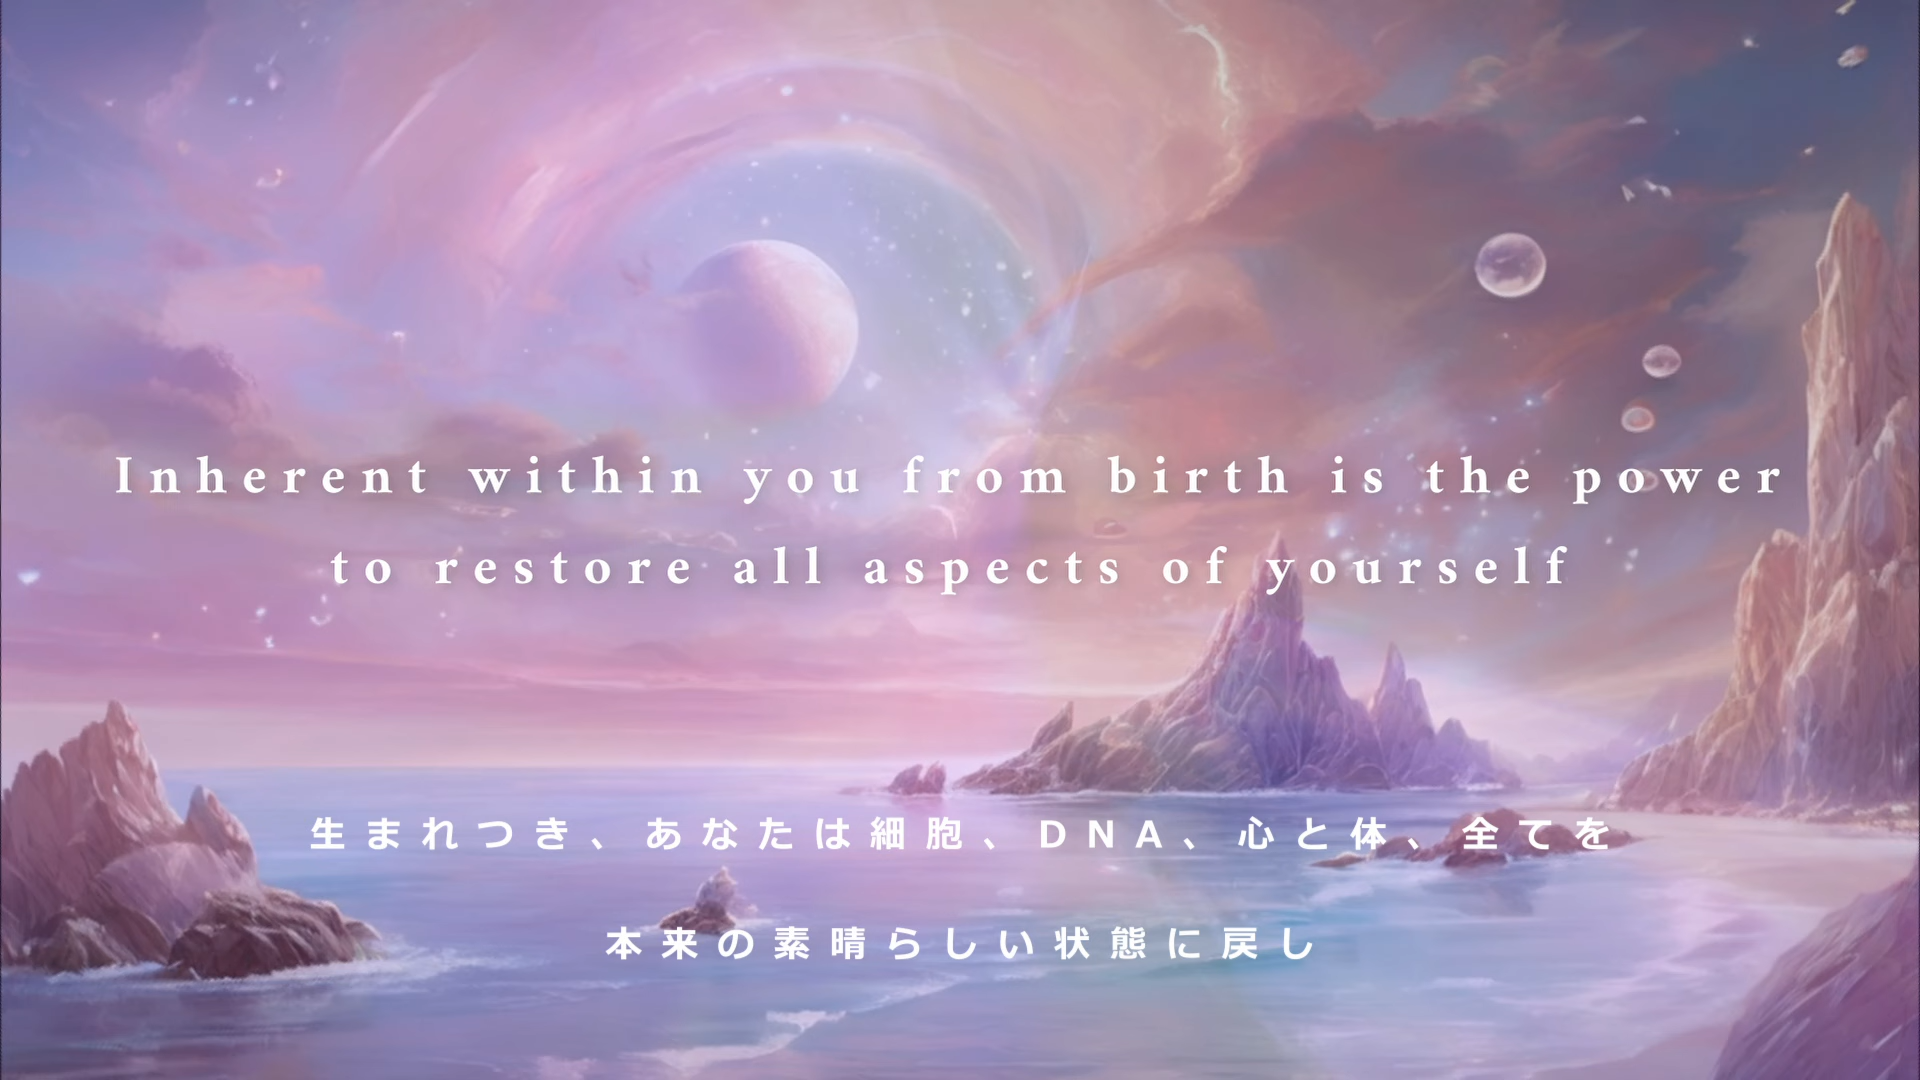 Inherent within you from birth is the power
to restore all aspects of yourself
生まれつき、あなたは細胞、DNA、心と体、全てを
本来の素晴らしい状態に戻し